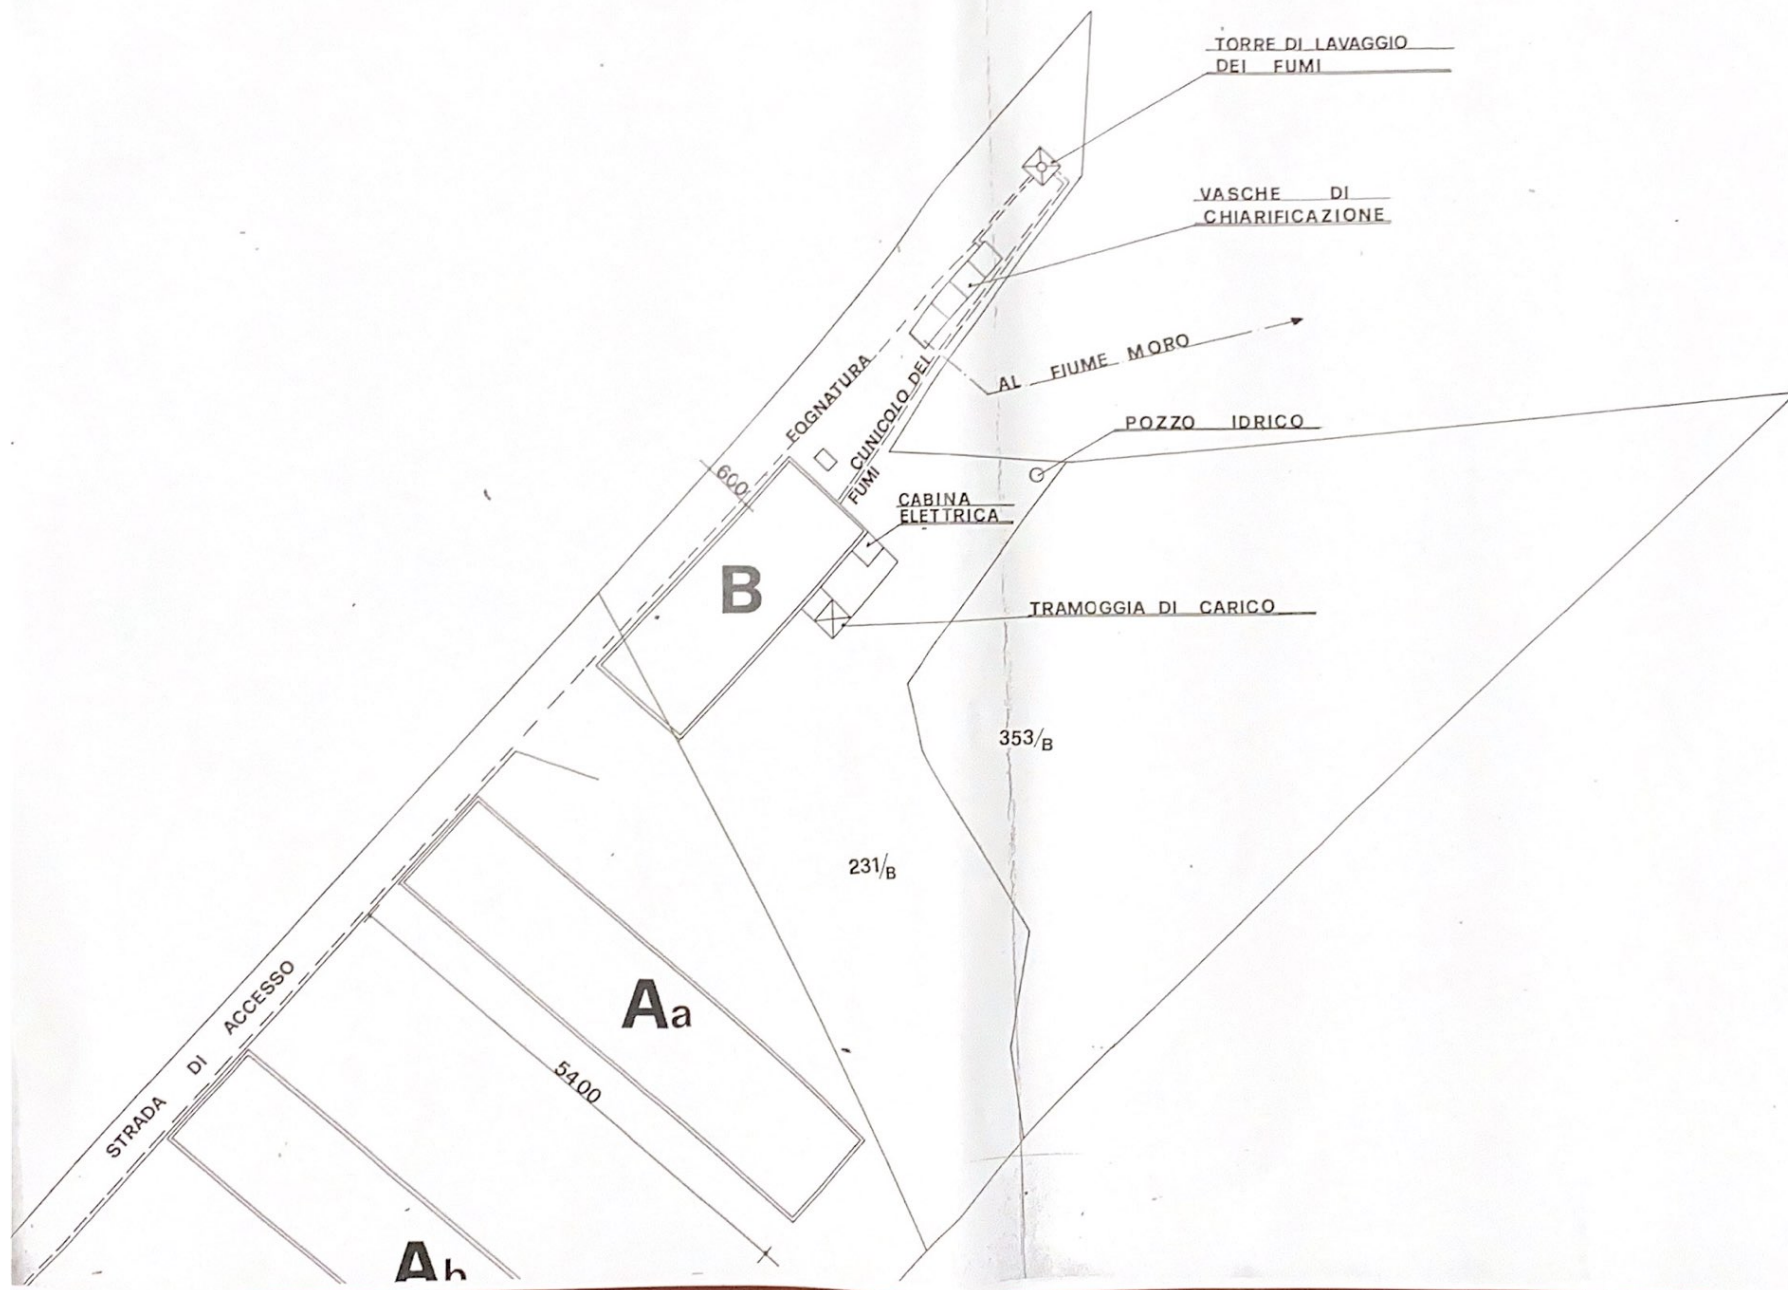 TORRE DI LAVAGGIO
DEI FUMI
VASCHE DI
CHIARIFICAZIONE
AL FIUME MORO
FOGNATURA
CUNICOLO DEI
FUMI
POZZO IDRICO
600
CABINA
ELETTRICA
B
TRAMOGGIA DI CARICO
353/B
231/B
STRADA DI ACCESSO
Aa
5400
Ab